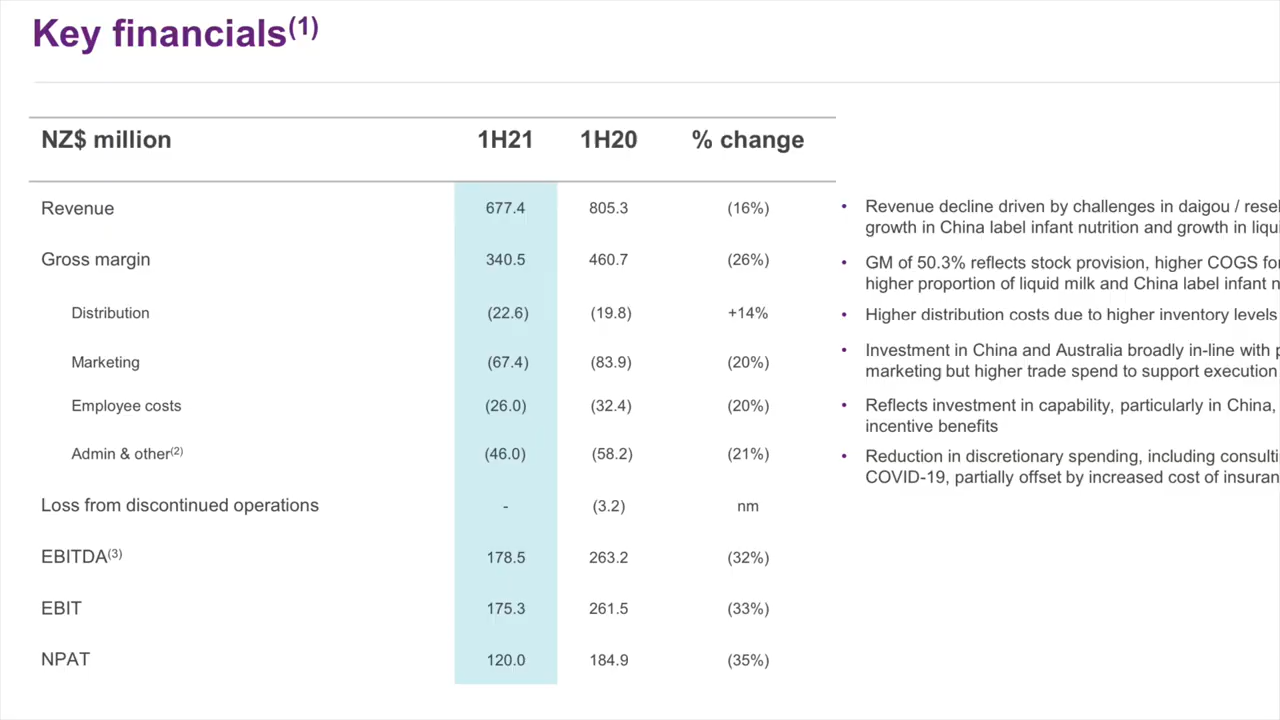 Key financials(1)
NZ$ million 1H21 1H20 % change
Revenue 677.4 805.3 (16%)
• Revenue decline driven by challenges in daigou /
growth in China label infant nutrition and growth in
Gross margin 340.5 460.7 (26%)
• GM of 50.3% reflects stock provision, higher COGS
higher proportion of liquid milk and China label infant
Distribution (22.6) (19.8) +14%
• Higher distribution costs due to higher inventory levels
Marketing (67.4) (83.9) (20%)
• Investment in China and Australia broadly in-line with
marketing but higher trade spend to support execution
Employee costs (26.0) (32.4) (20%)
• Reflects investment in capability, particularly in China,
incentive benefits
Admin & other(2) (46.0) (58.2) (21%)
• Reduction in discretionary spending, including
COVID-19, partially offset by increased cost of
Loss from discontinued operations - (3.2) nm
EBITDA(3) 178.5 263.2 (32%)
EBIT 175.3 261.5 (33%)
NPAT 120.0 184.9 (35%)